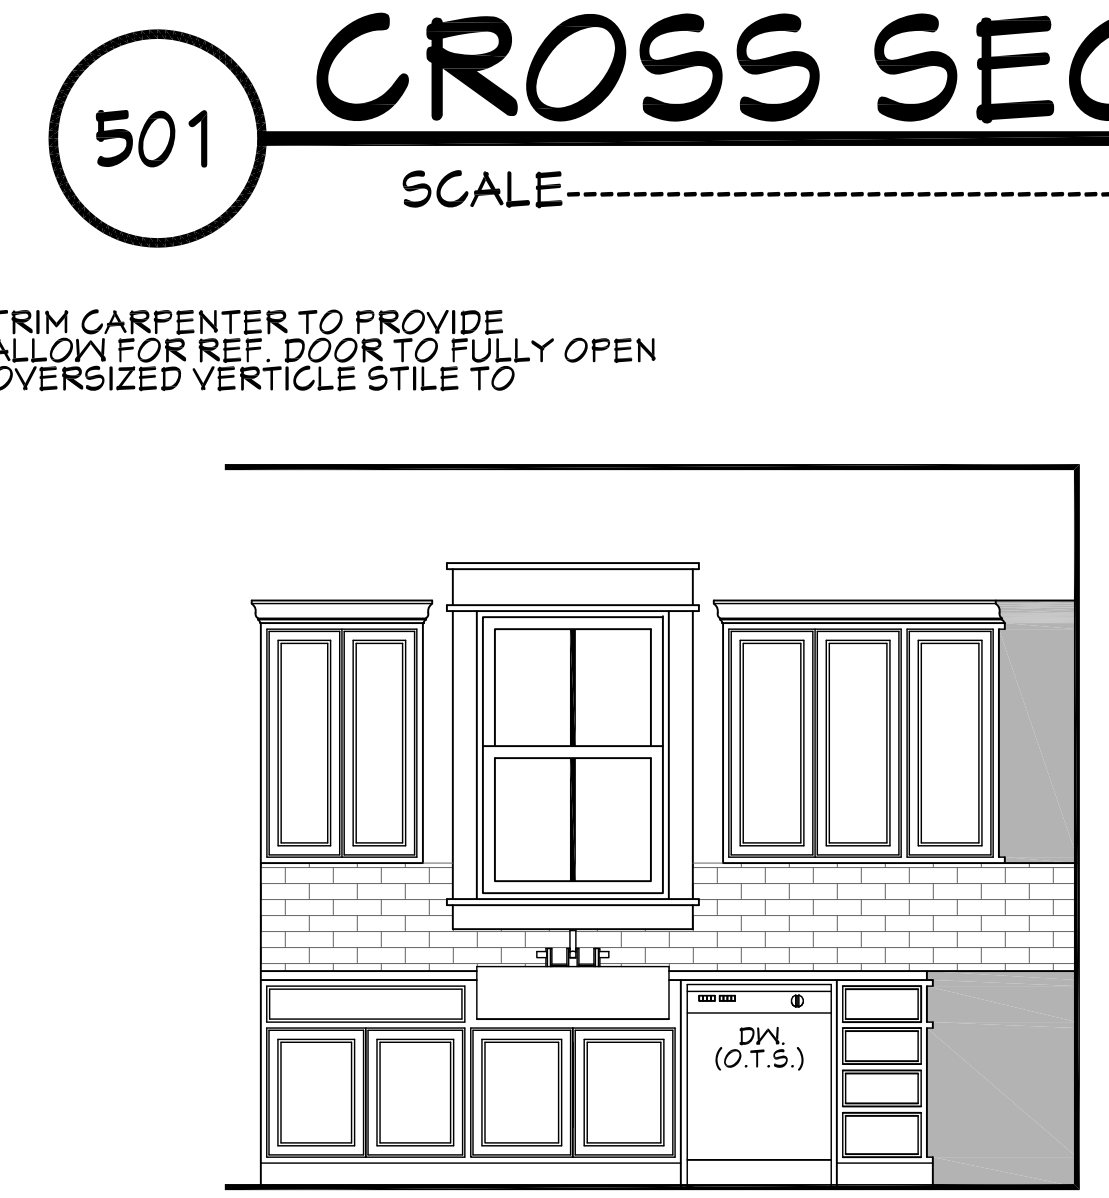 501
CROSS SEC
SCALE
TRIM CARPENTER TO PROVIDE
ALLOW FOR REF. DOOR TO FULLY OPEN
OVERSIZED VERTICLE STILE TO
DW.
(O.T.S.)